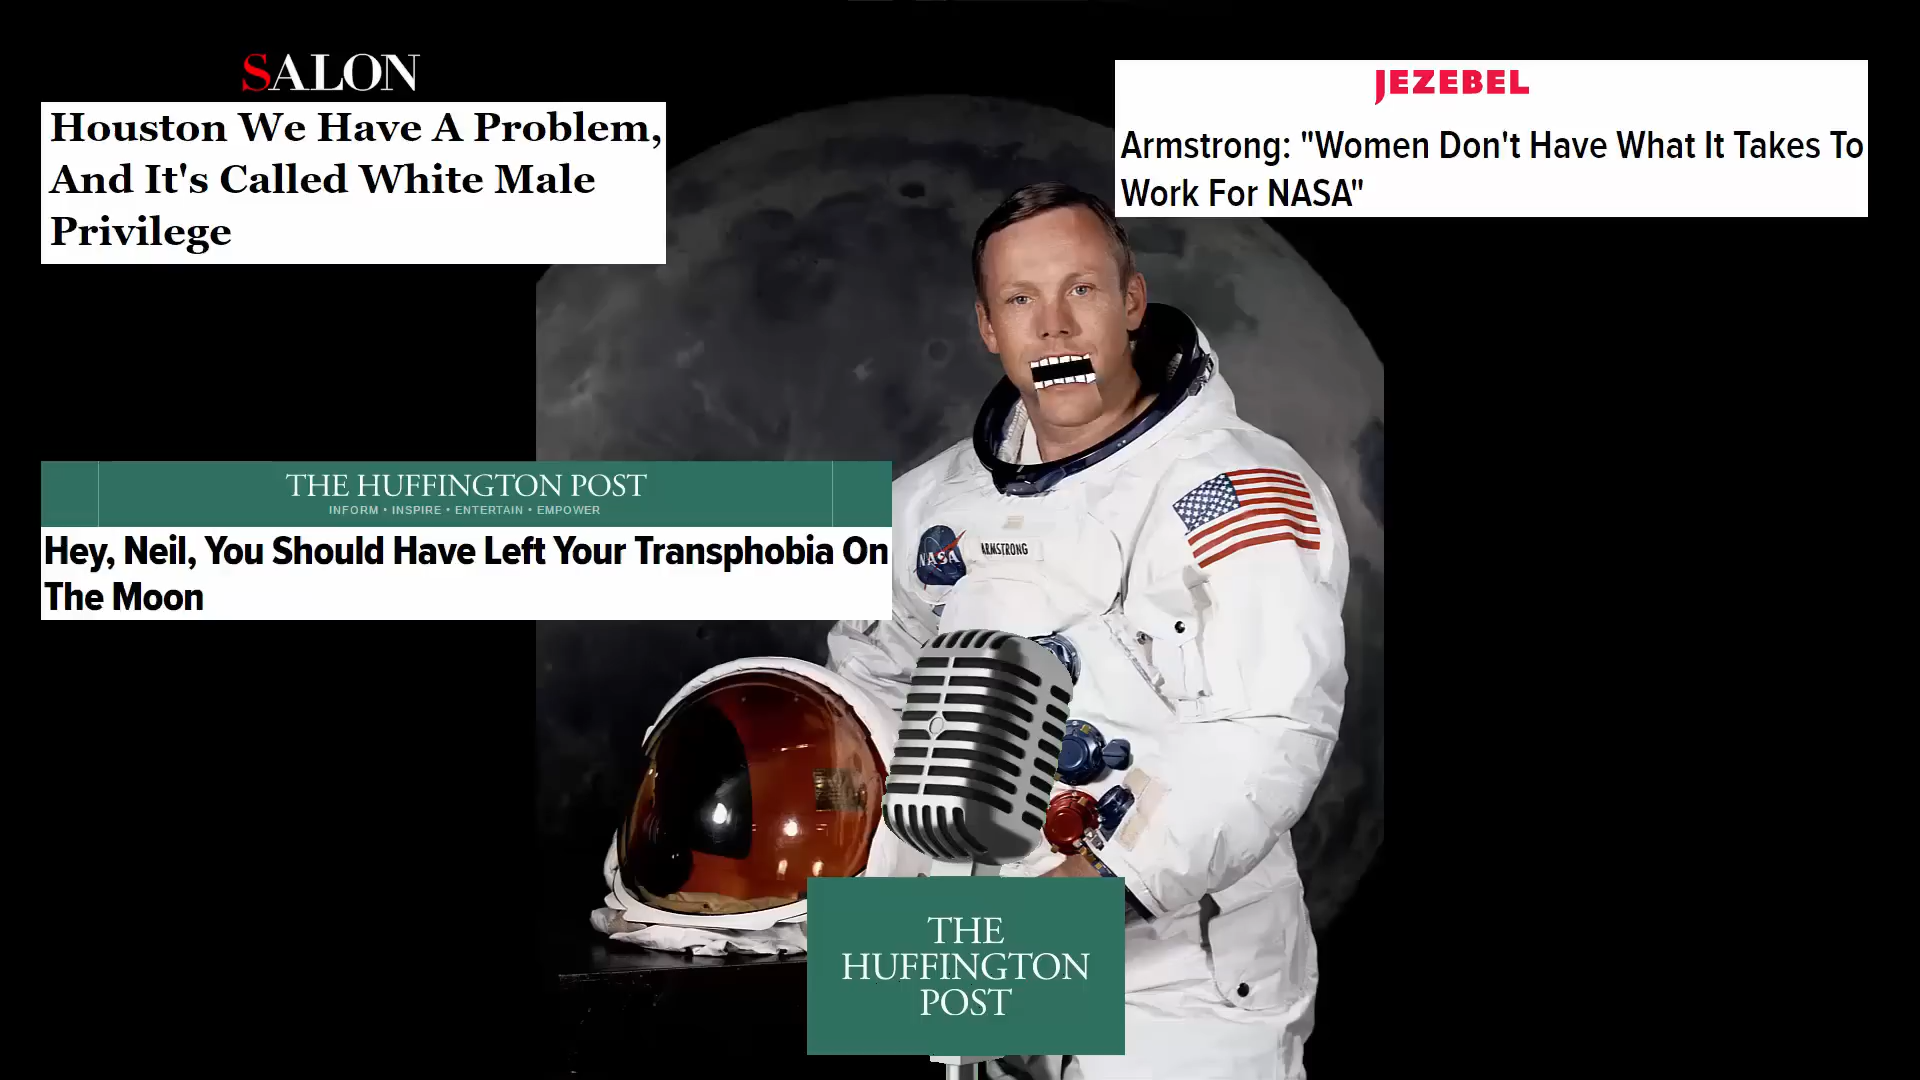 SALON
Houston We Have A Problem,
And It's Called White Male
Privilege
JEZEBEL
Armstrong: "Women Don't Have What It Takes To
Work For NASA"
THE HUFFINGTON POST
INFORM • INSPIRE • ENTERTAIN • EMPOWER
Hey, Neil, You Should Have Left Your Transphobia On
The Moon
NASA
ARMSTRONG
THE
HUFFINGTON
POST